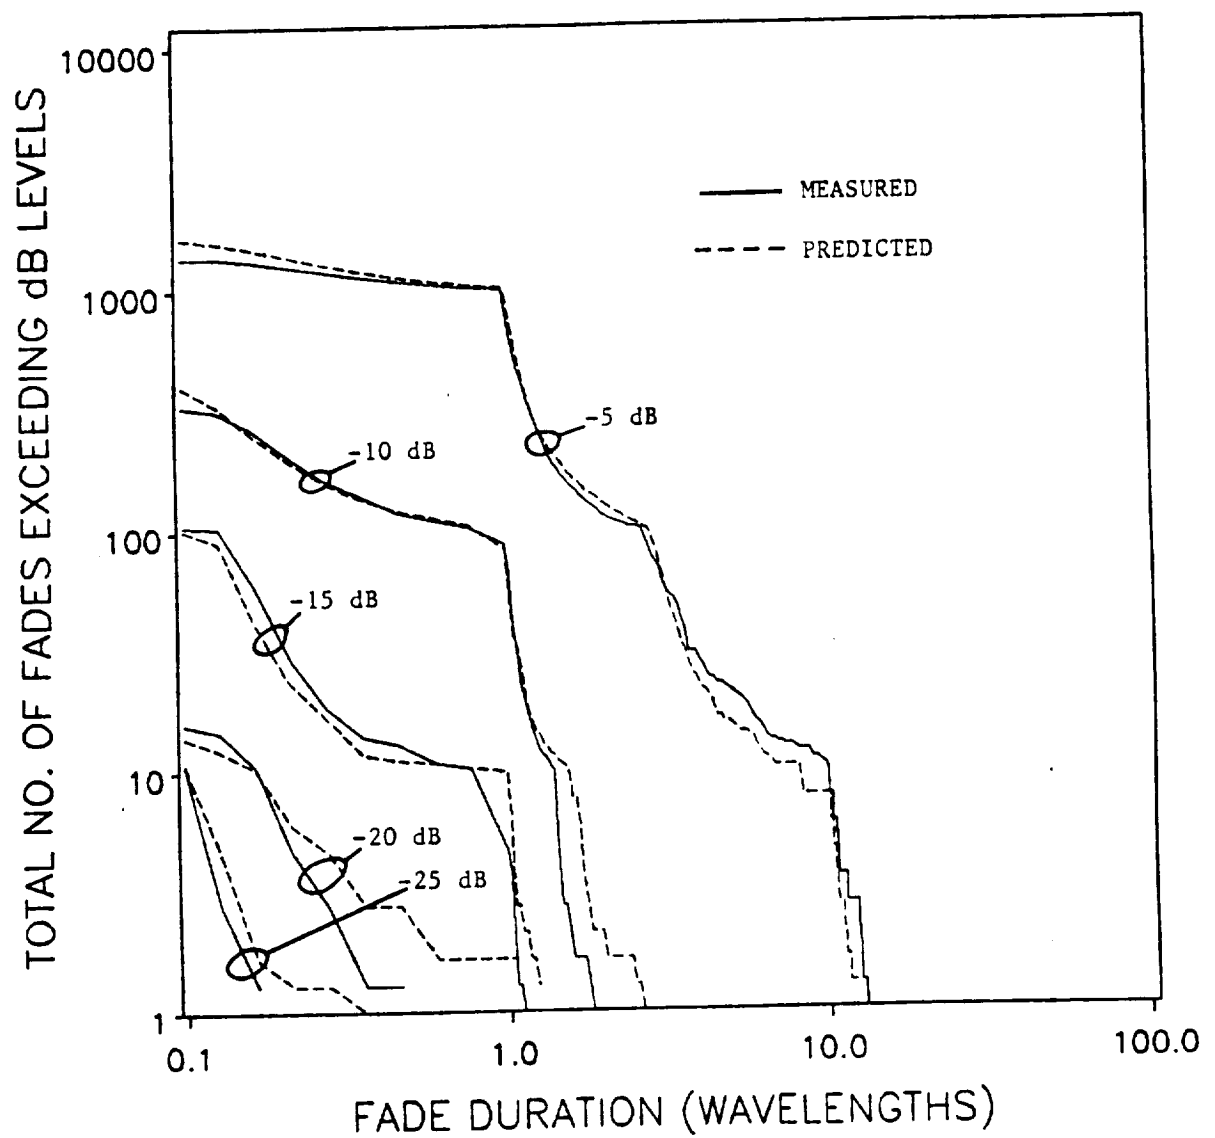 TOTAL NO. OF FADES EXCEEDING dB LEVELS
10000
1000
100
10
1
MEASURED
PREDICTED
-5 dB
-10 dB
-15 dB
-20 dB
-25 dB
0.1
1.0
10.0
100.0
FADE DURATION (WAVELENGTHS)